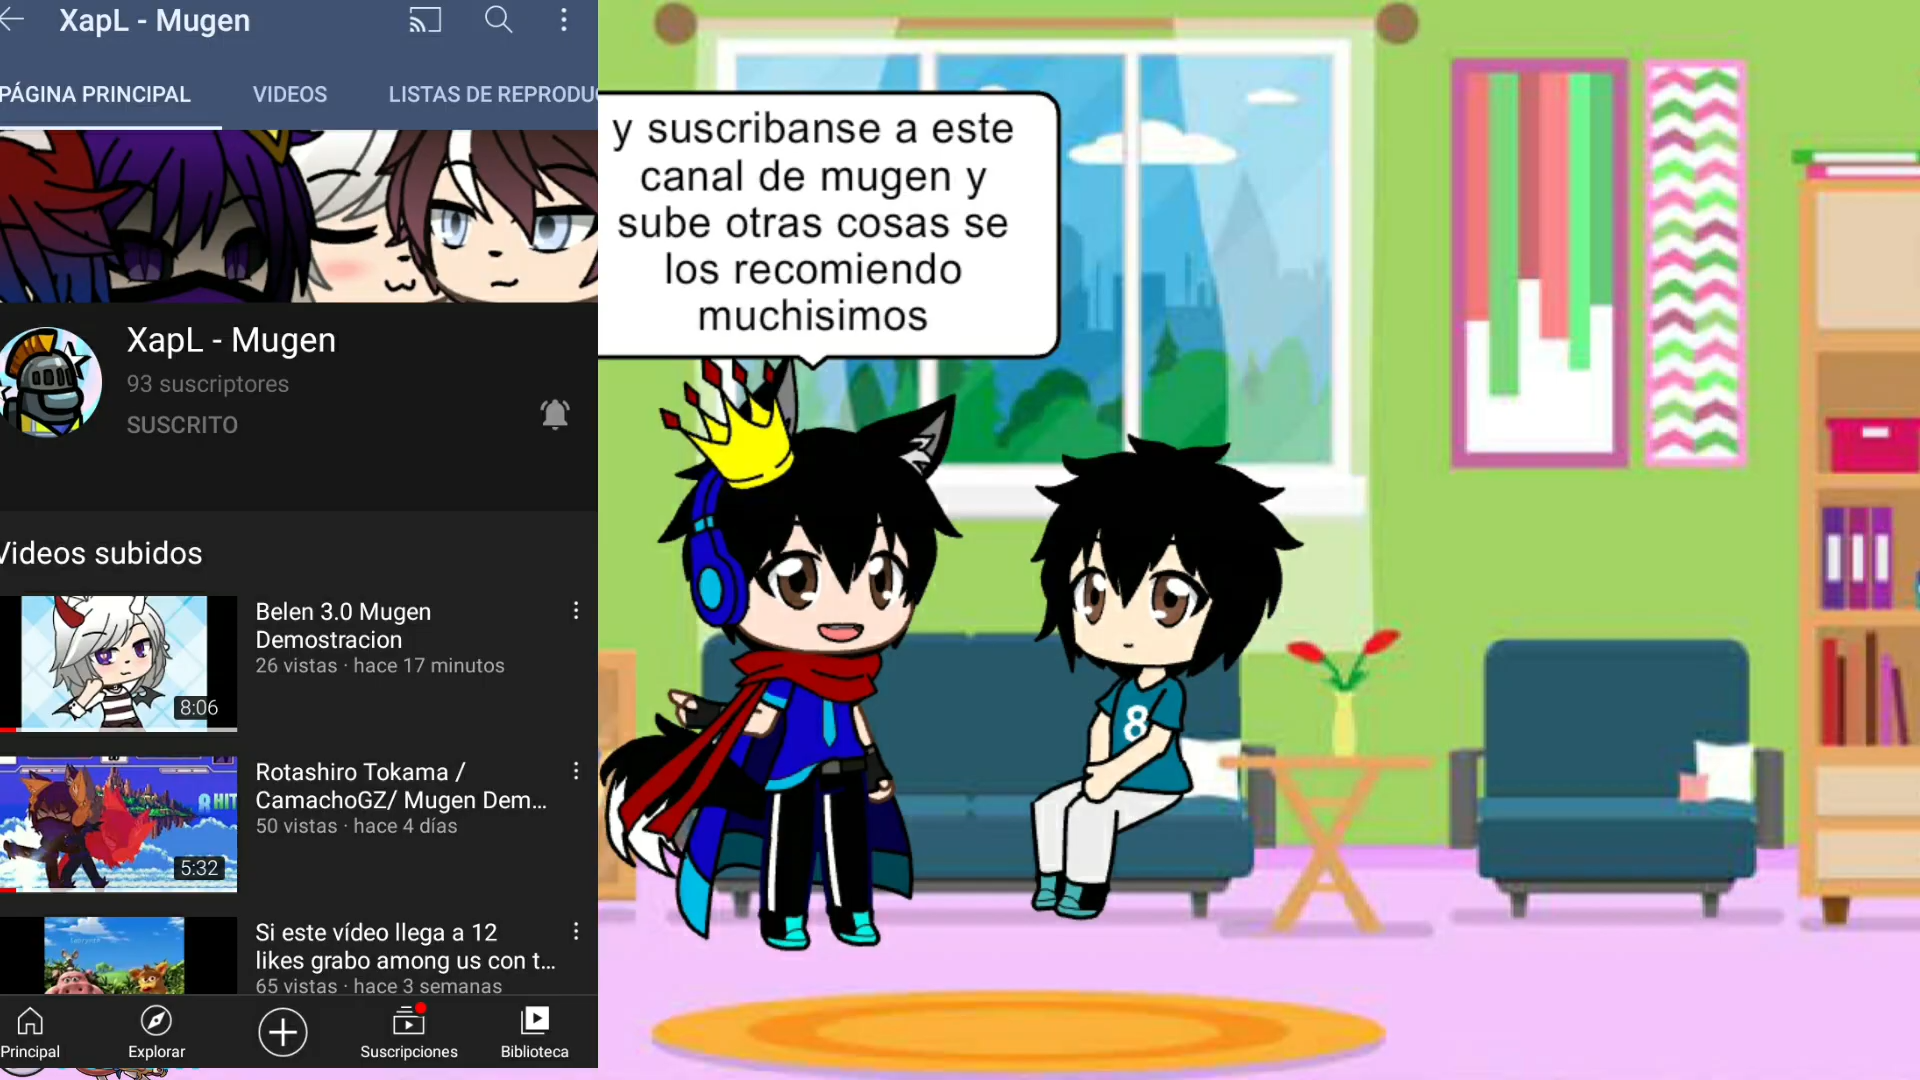 XapL - Mugen
PÁGINA PRINCIPAL
VIDEOS
LISTAS DE REPRODU
XapL - Mugen
93 suscriptores
SUSCRITO
Videos subidos
8:06
Belen 3.0 Mugen
Demostracion
26 vistas · hace 17 minutos
8 HIT
5:32
Rotashiro Tokama /
CamachoGZ/ Mugen Dem...
50 vistas · hace 4 días
Si este vídeo llega a 12
likes grabo among us con t...
65 vistas · hace 3 semanas
Principal
Explorar
Suscripciones
Biblioteca
y suscribanse a este
canal de mugen y
sube otras cosas se
los recomiendo
muchisimos
8